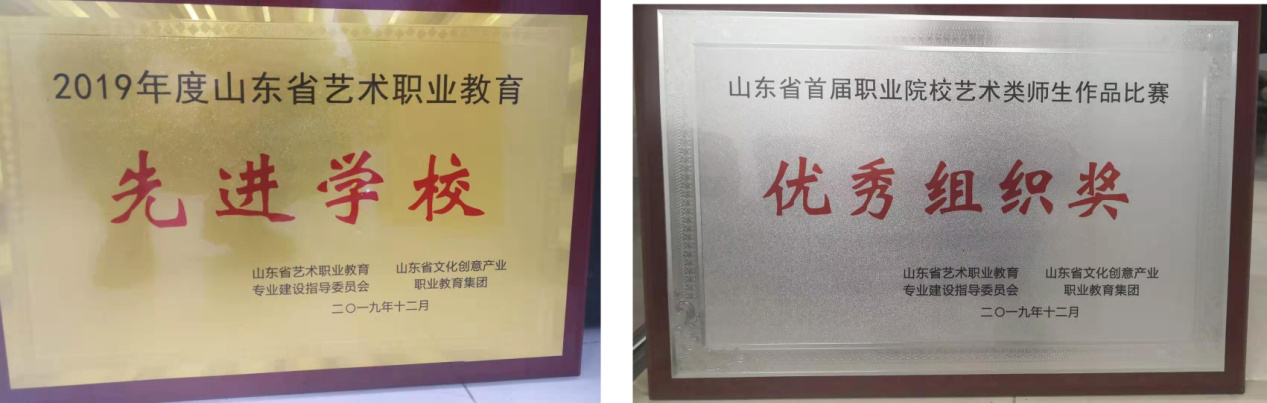 2019年度山东省艺术职业教育
先进学校
山东省艺术职业教育 山东省文化创意产业
专业建设指导委员会 职业教育集团
二〇一九年十二月
山东省首届职业院校艺术类师生作品比赛
优秀组织奖
山东省艺术职业教育 山东省文化创意产业
专业建设指导委员会 职业教育集团
二〇一九年十二月